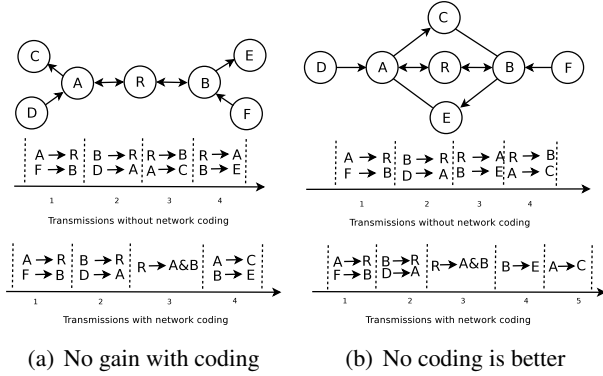 C
E
A
R
B
D
F
A → R
F → B
B → R
D → A
R → B
A → C
R → A
B → E
1
2
3
4
Transmissions without network coding
A → R
F → B
B → R
D → A
R → A&B
A → C
B → E
1
2
3
4
Transmissions with network coding
(a) No gain with coding
C
D
A
R
B
F
E
A → R
F → B
B → R
D → A
R → A
B → E
R → B
A → C
1
2
3
4
Transmissions without network coding
A → R
F → B
B → R
D → A
R → A&B
B → E
A → C
1
2
3
4
5
Transmissions with network coding
(b) No coding is better